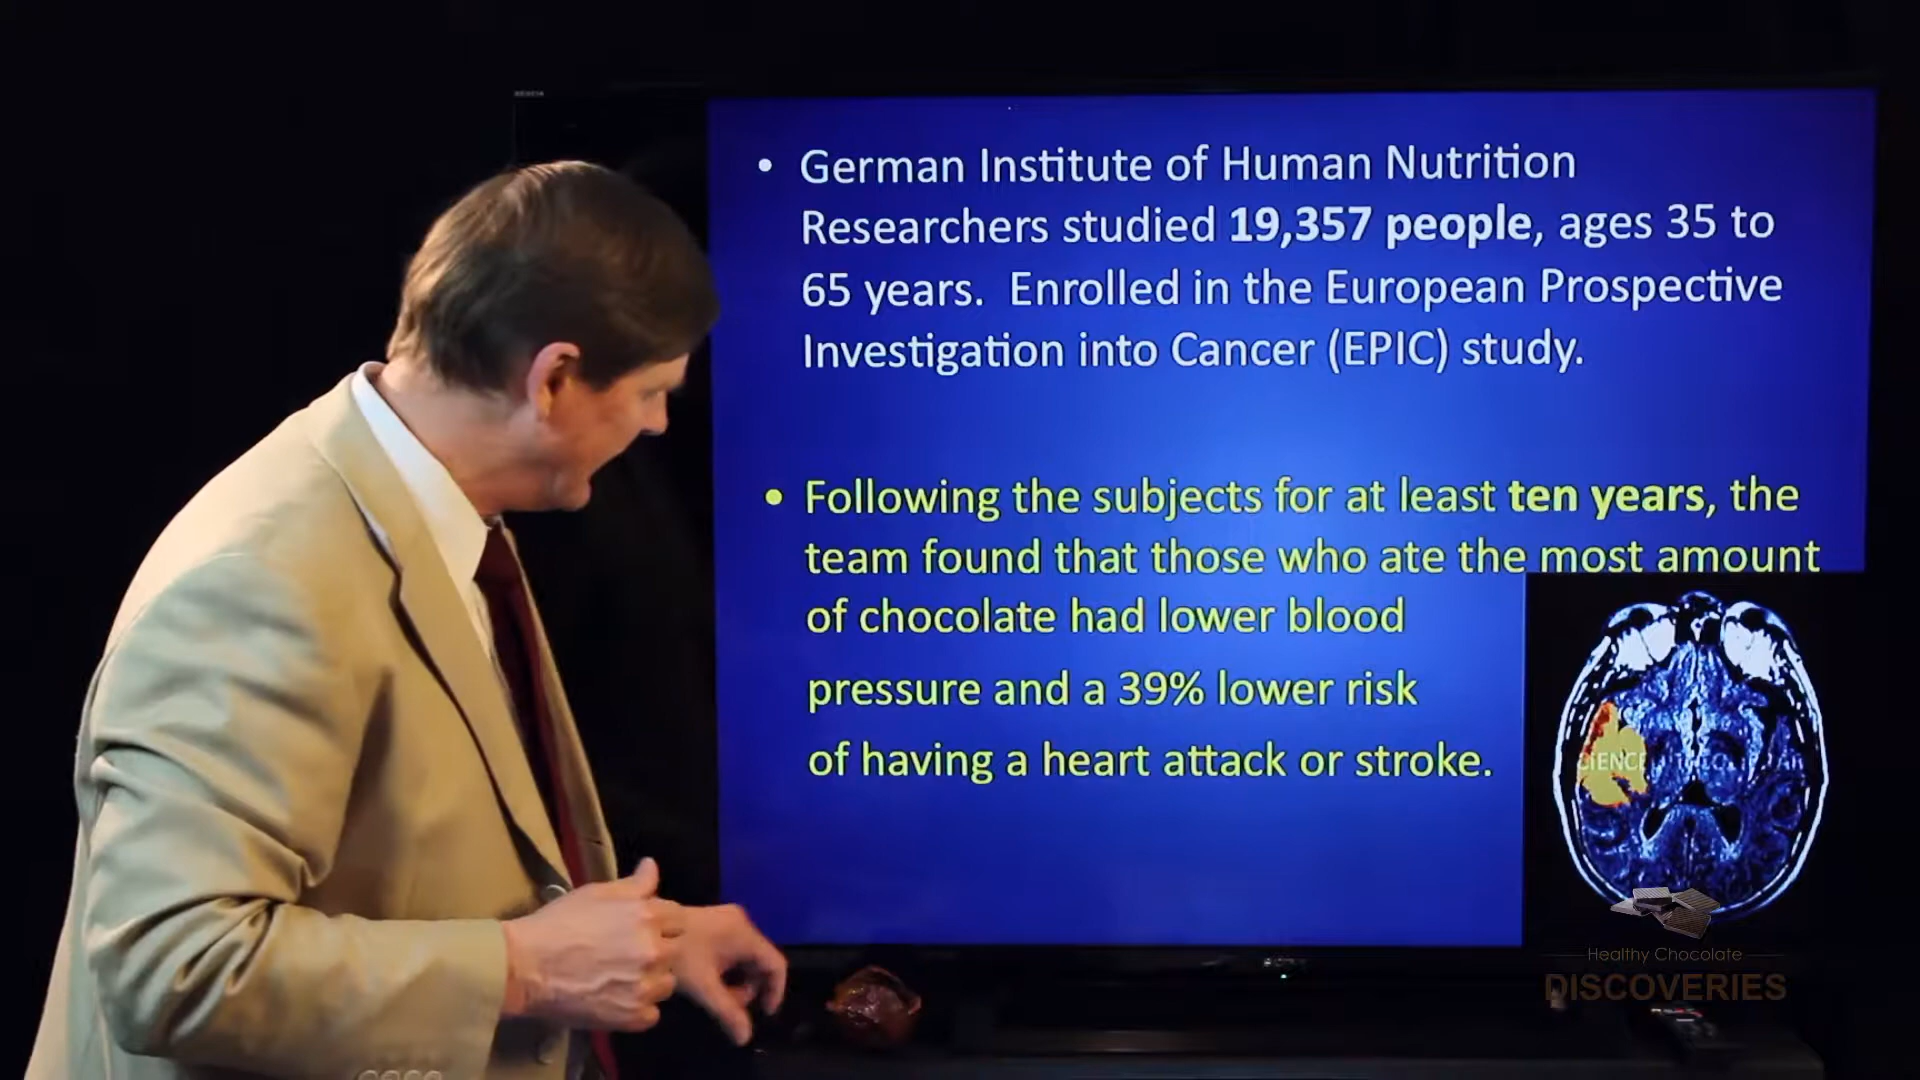 • German Institute of Human Nutrition
Researchers studied 19,357 people, ages 35 to
65 years.  Enrolled in the European Prospective
Investigation into Cancer (EPIC) study.
• Following the subjects for at least ten years, the
team found that those who ate the most amount
of chocolate had lower blood
pressure and a 39% lower risk
of having a heart attack or stroke.
Healthy Chocolate
DISCOVERIES